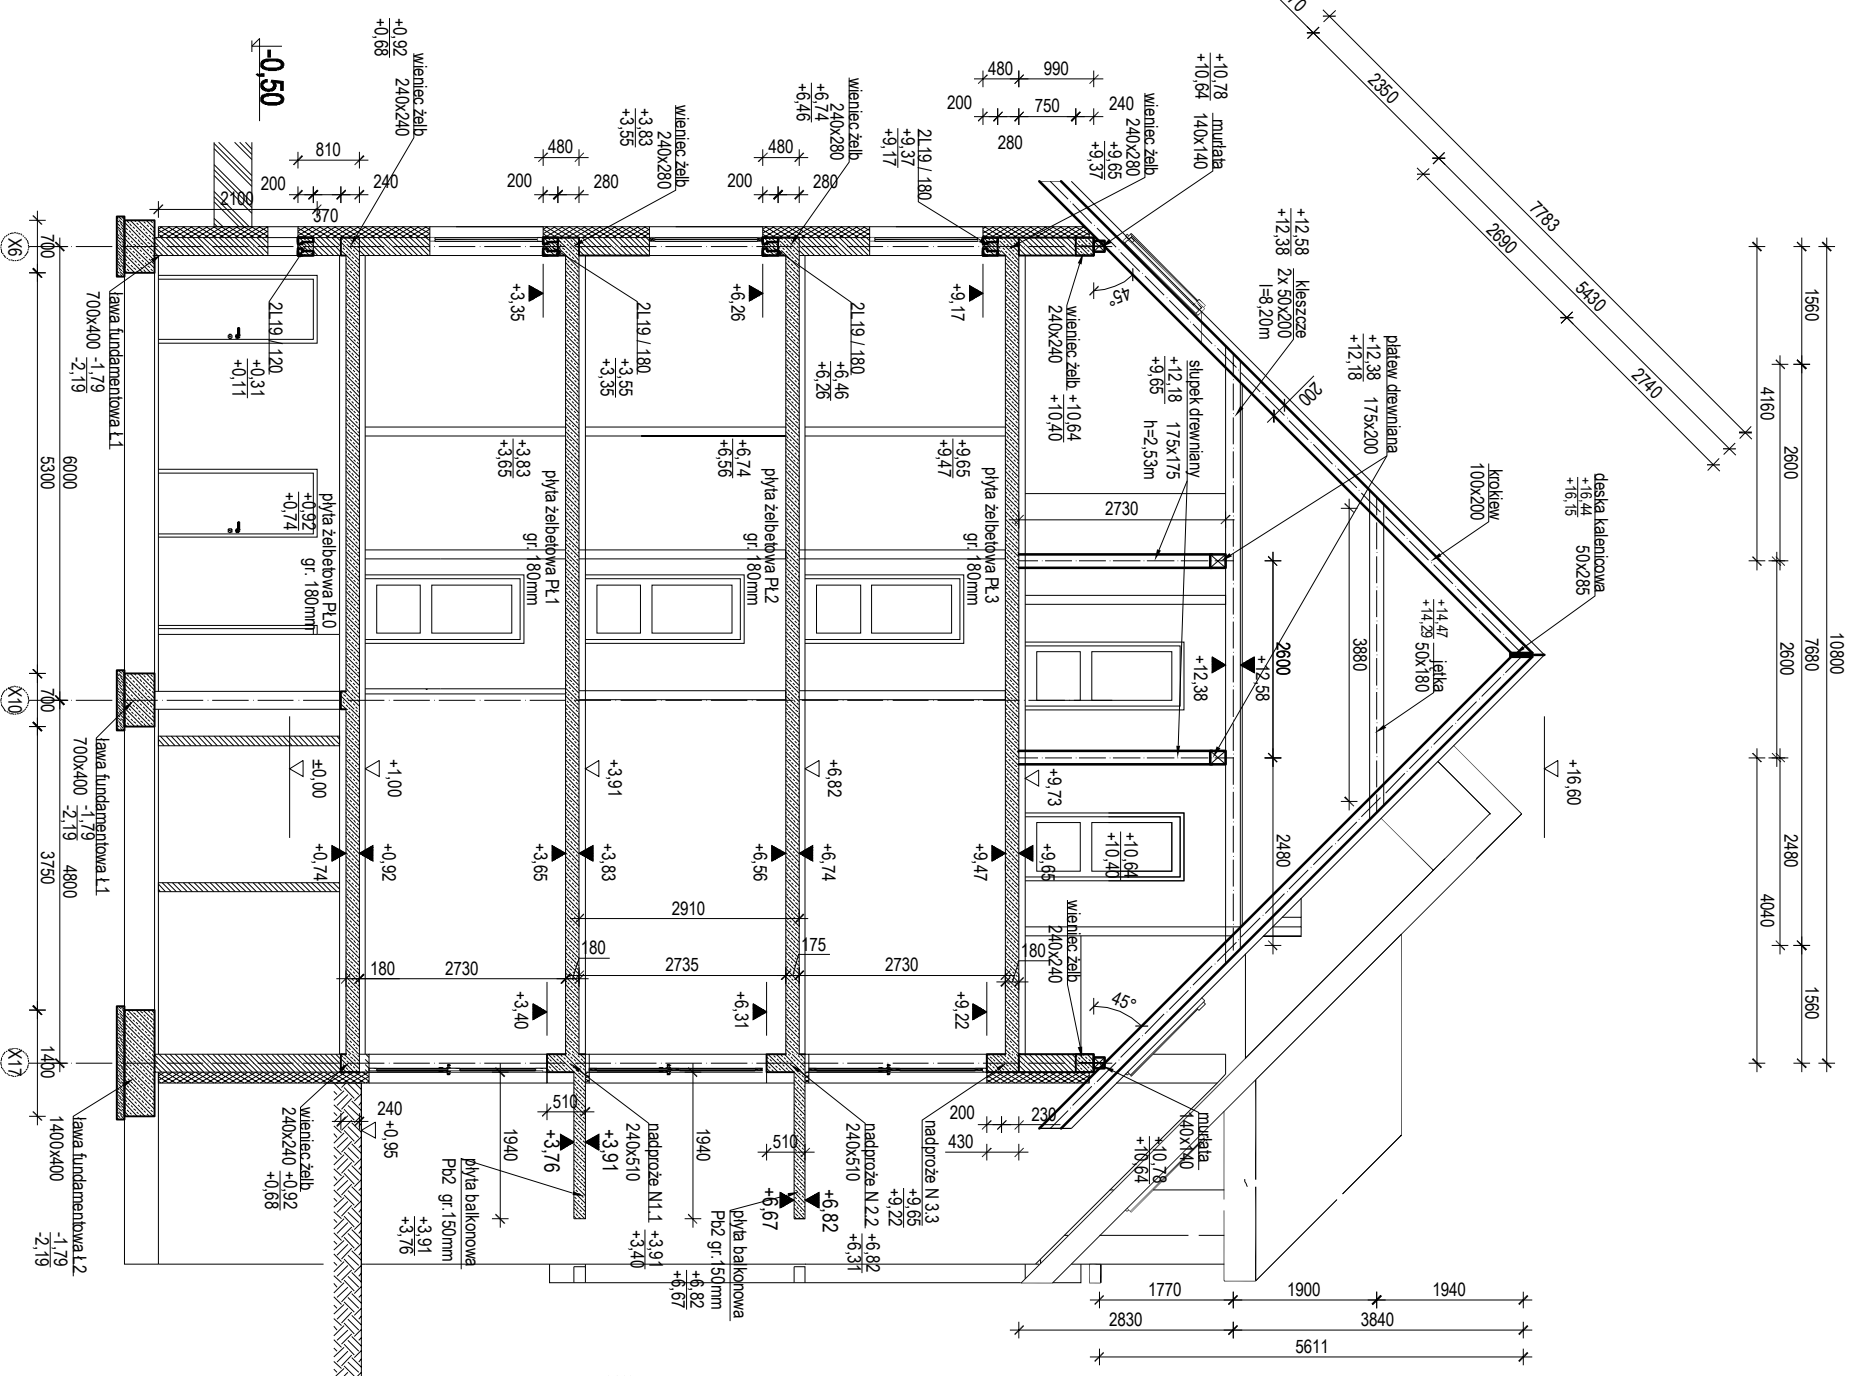 -0,50
+0,92
+0,68
wieniec żelb
240x240
wieniec żelb
240x280
+3,83
+3,55
wieniec żelb
240x280
+6,74
+6,46
2L19 / 180
+9,37
+9,17
wieniec żelb
240x280
+9,65
+9,37
+10,78
+10,64
murłata
140x140
480
990
200
750
240
280
480
200
280
480
200
280
810
200
240
370
2100
2350
7783
2690
5430
2740
10800
1560
7680
1560
2600
2600
2480
4160
4040
+12,58
+12,38
kleszcze
2x 50x200
l=8,20m
płatew drewniana
+12,38
+12,18
175x200
krokiew
100x200
deska kalenicowa
+16,44
+16,15
50x285
+14,47
+14,29
jętka
50x180
słupek drewniany
+12,18
+9,65
175x175
h=2,53m
wieniec żelb
240x240
+10,64
+10,40
45°
200
3880
2600
2480
2730
+12,58
+12,38
+16,60
+9,17
+6,26
+3,35
2L19 / 180
+6,46
+6,26
2L19 / 180
+3,55
+3,35
2L19 / 120
+0,31
+0,11
płyta żelbetowa PŁ3
gr. 180mm
+9,65
+9,47
płyta żelbetowa PŁ2
gr. 180mm
+6,74
+6,56
płyta żelbetowa PŁ1
gr. 180mm
+3,83
+3,65
płyta żelbetowa PŁ0
gr. 180mm
+0,92
+0,74
ława fundamentowa Ł1
700x400
-1,79
-2,19
ława fundamentowa Ł1
700x400
-1,79
-2,19
ława fundamentowa Ł2
1400x400
-1,79
-2,19
±0,00
+1,00
+3,91
+6,82
+9,73
+0,74
+0,92
+3,65
+3,83
+6,56
+6,74
+9,47
+9,65
+10,64
+10,40
2910
180
2730
180
2735
175
2730
180
+3,40
+6,31
+9,22
wieniec żelb
240x240
45°
murłata
140x140
+10,78
+10,64
nadproże N 3.3
+9,65
+9,22
200
230
430
nadproże N 2.2
240x510
+6,82
+6,31
nadproże N1.1
240x510
+3,91
+3,40
510
1940
510
1940
+3,91
+3,76
+6,82
+6,67
płyta balkonowa
Pb2 gr.150mm
+6,82
+6,67
płyta balkonowa
Pb2 gr.150mm
+3,91
+3,76
240
+0,95
wieniec żelb
240x240
+0,92
+0,68
1770
1900
1940
2830
3840
5611
700
5300
700
3750
1400
6000
4800
X6
X10
X17